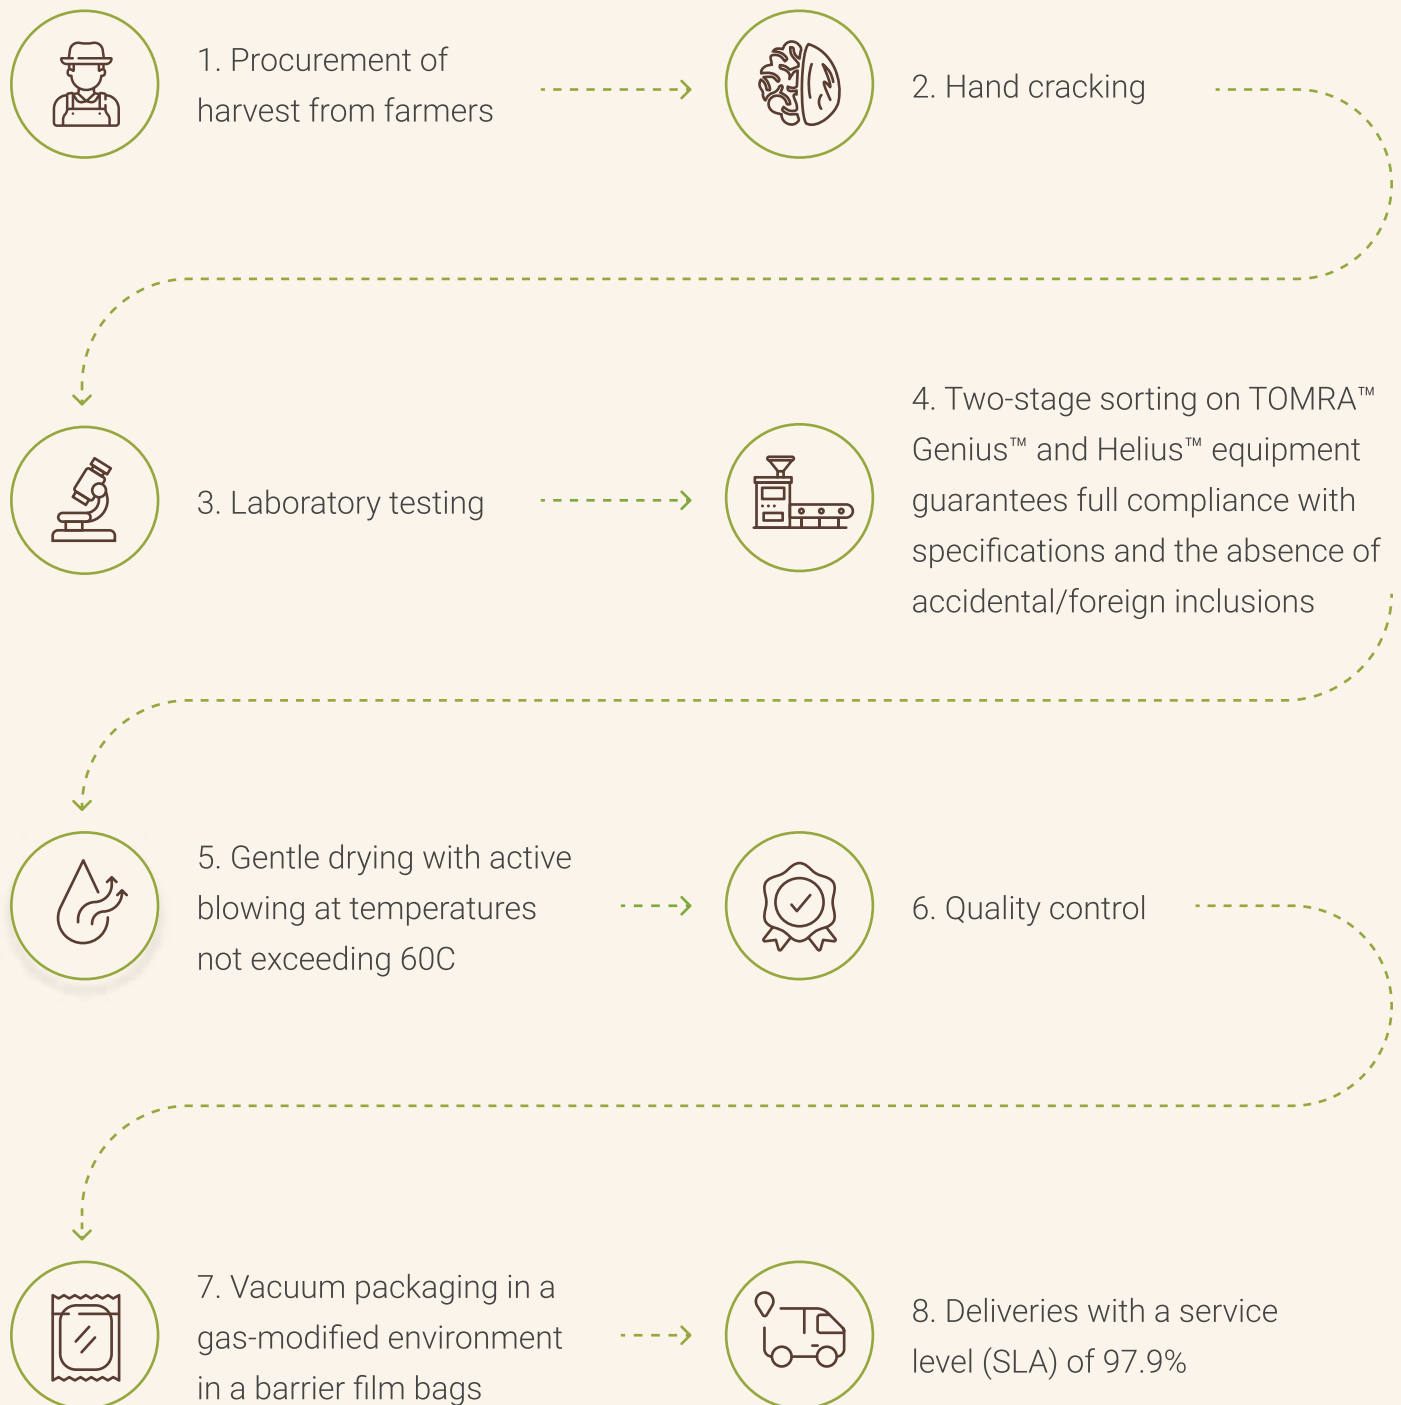 1. Procurement of
harvest from farmers
2. Hand cracking
3. Laboratory testing
4. Two-stage sorting on TOMRA™
Genius™ and Helius™ equipment
guarantees full compliance with
specifications and the absence of
accidental/foreign inclusions
5. Gentle drying with active
blowing at temperatures
not exceeding 60C
6. Quality control
7. Vacuum packaging in a
gas-modified environment
in a barrier film bags
8. Deliveries with a service
level (SLA) of 97.9%